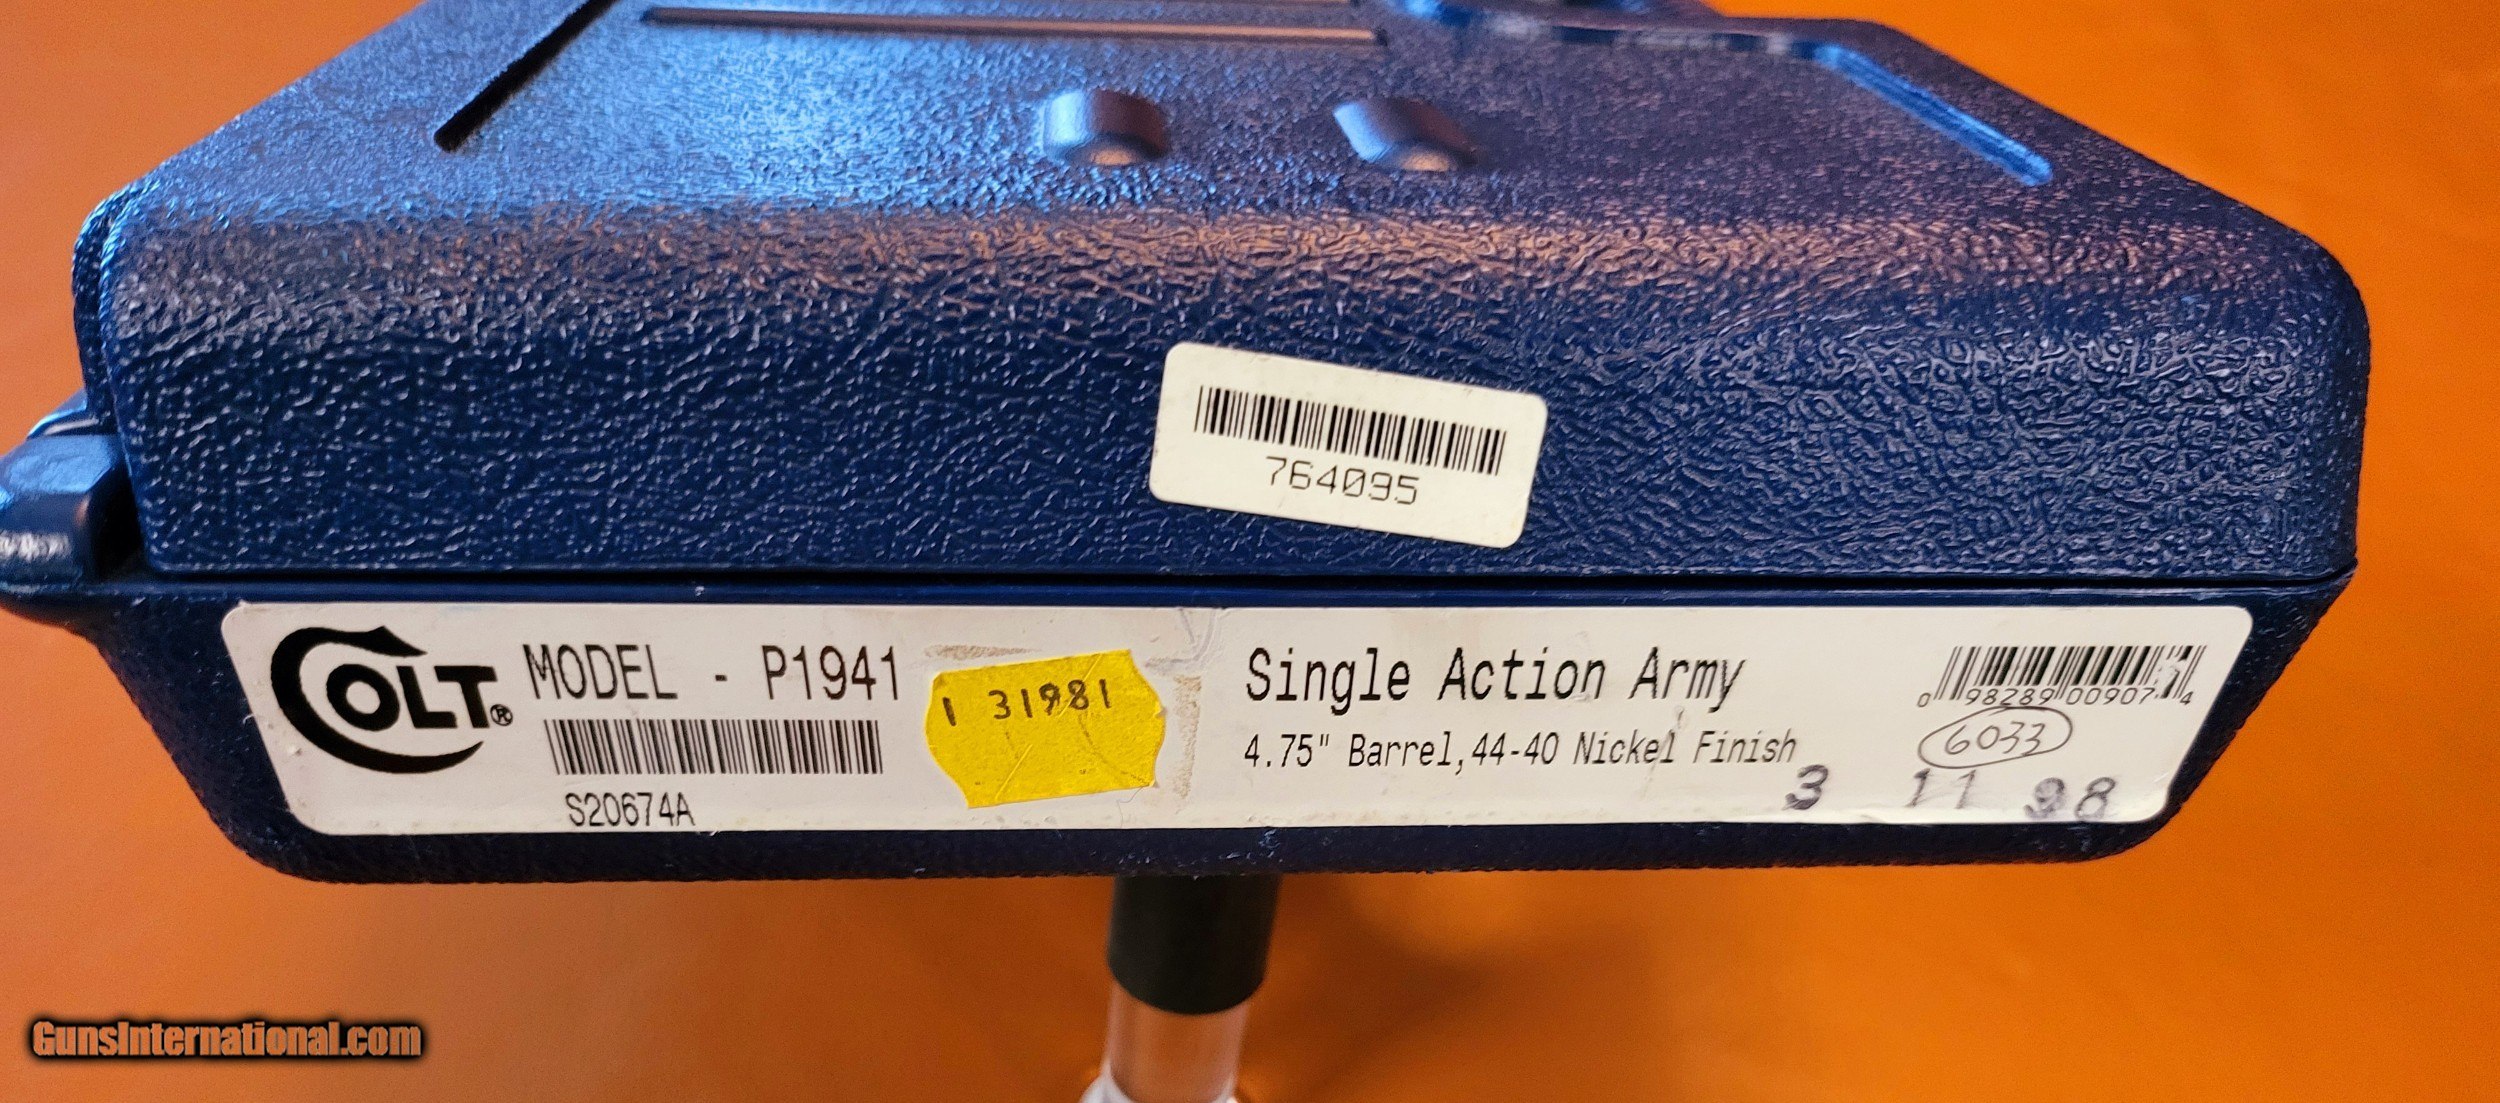 764095
COLT®
MODEL - P1941
S20674A
1 31981
Single Action Army
4.75" Barrel,44-40 Nickel Finish
0 98289 00907 4
6033
3 11 98
GunsInternational.com